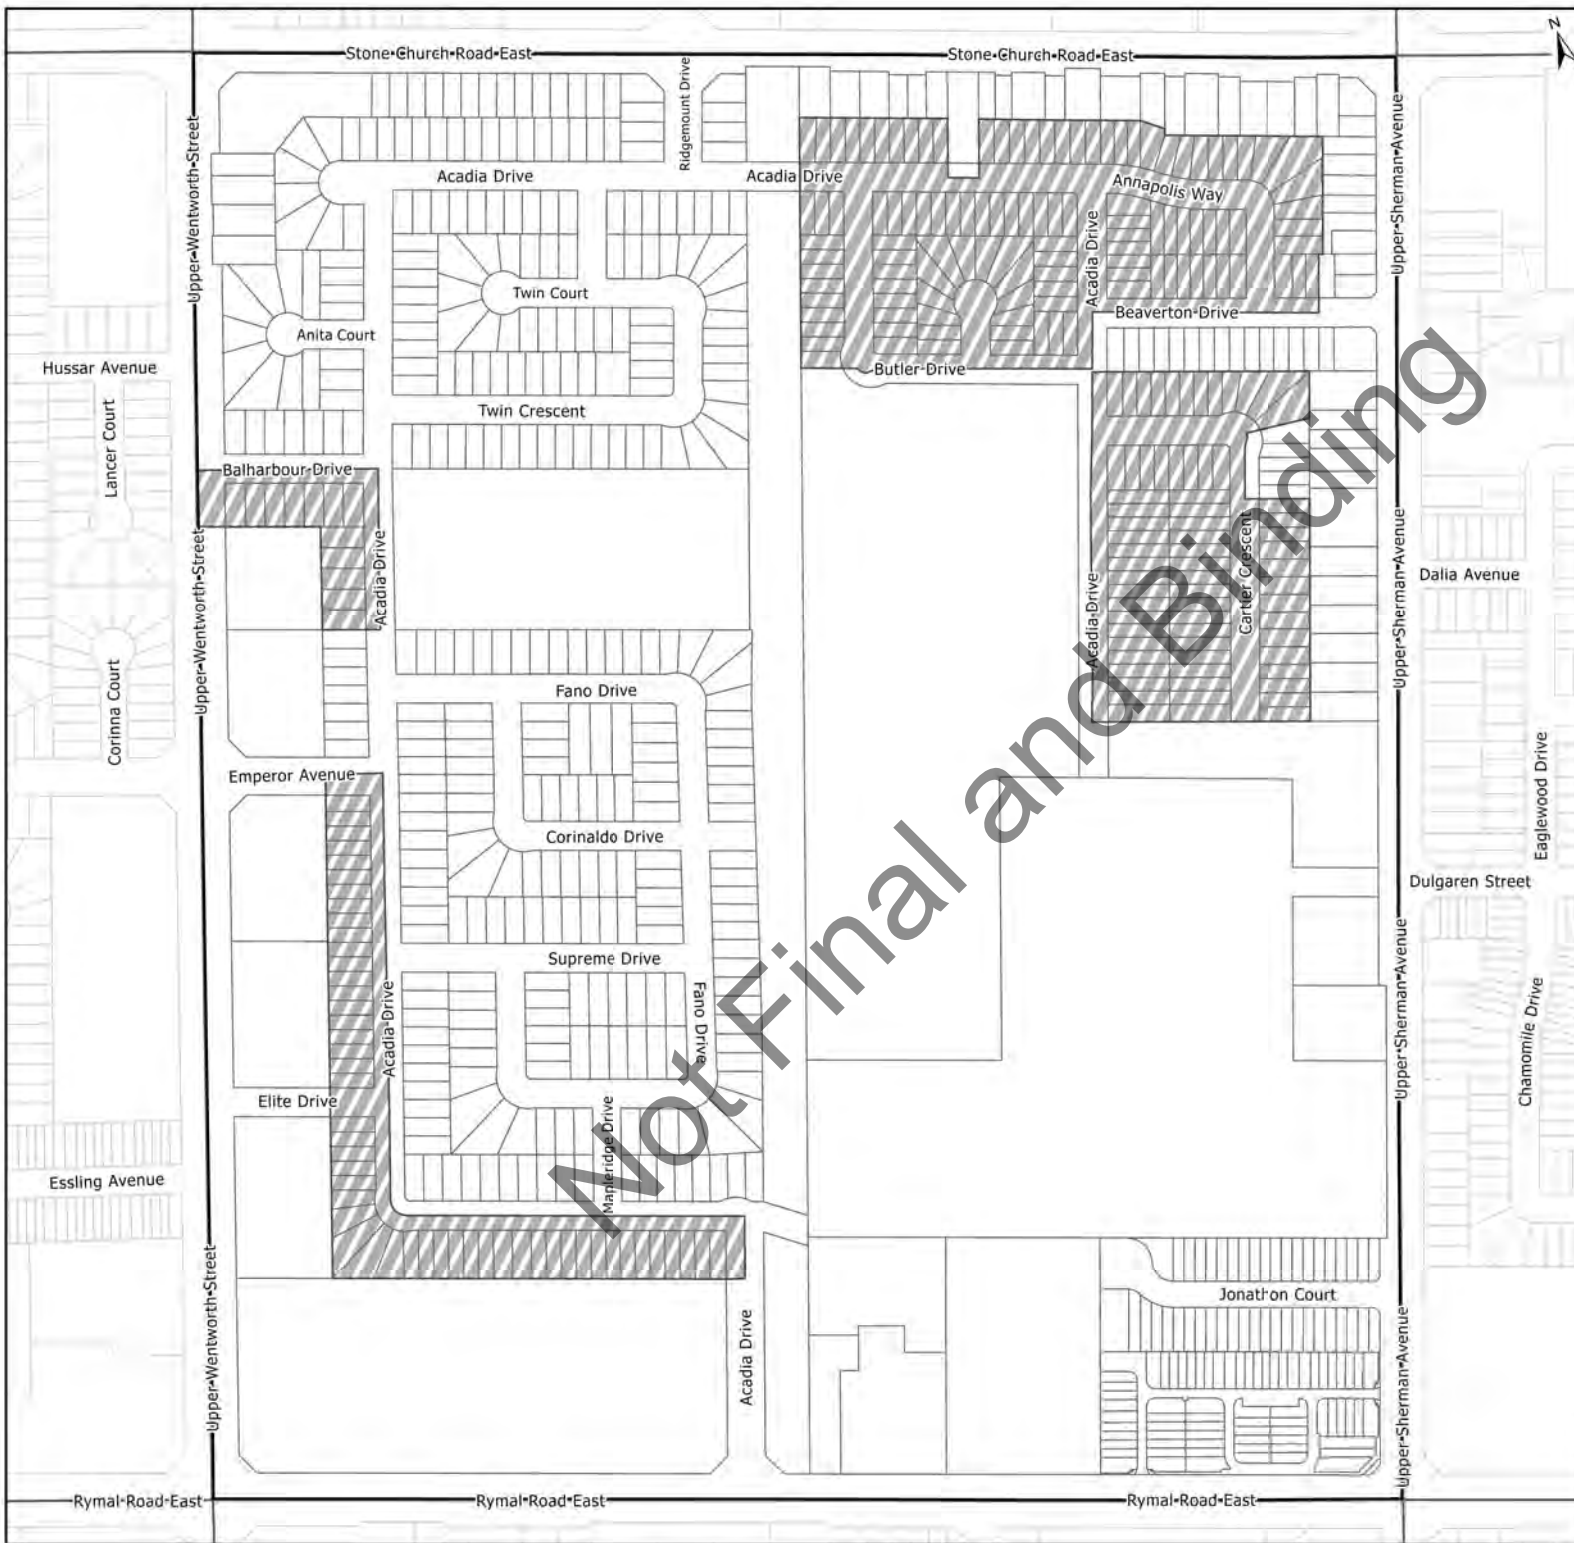 Stone Church Road East
Stone Church Road East
N
Ridgemount Drive
Upper Wentworth Street
Upper Sherman Avenue
Acadia Drive
Acadia Drive
Annapolis Way
Acadia Drive
Twin Court
Beaverton Drive
Anita Court
Hussar Avenue
Butler Drive
Twin Crescent
Lancer Court
Balharbour Drive
Acadia Drive
Upper Wentworth Street
Cartier Crescent
Upper Sherman Avenue
Dalia Avenue
Acadia Drive
Corinna Court
Fano Drive
Emperor Avenue
Eaglewood Drive
Corinaldo Drive
Dulgaren Street
Supreme Drive
Acadia Drive
Fano Drive
Upper Sherman Avenue
Chamomile Drive
Elite Drive
Mapleridge Drive
Essling Avenue
Upper Wentworth Street
Jonathon Court
Acadia Drive
Upper Sherman Avenue
Rymal Road East
Rymal Road East
Rymal Road East
Not Final and Binding